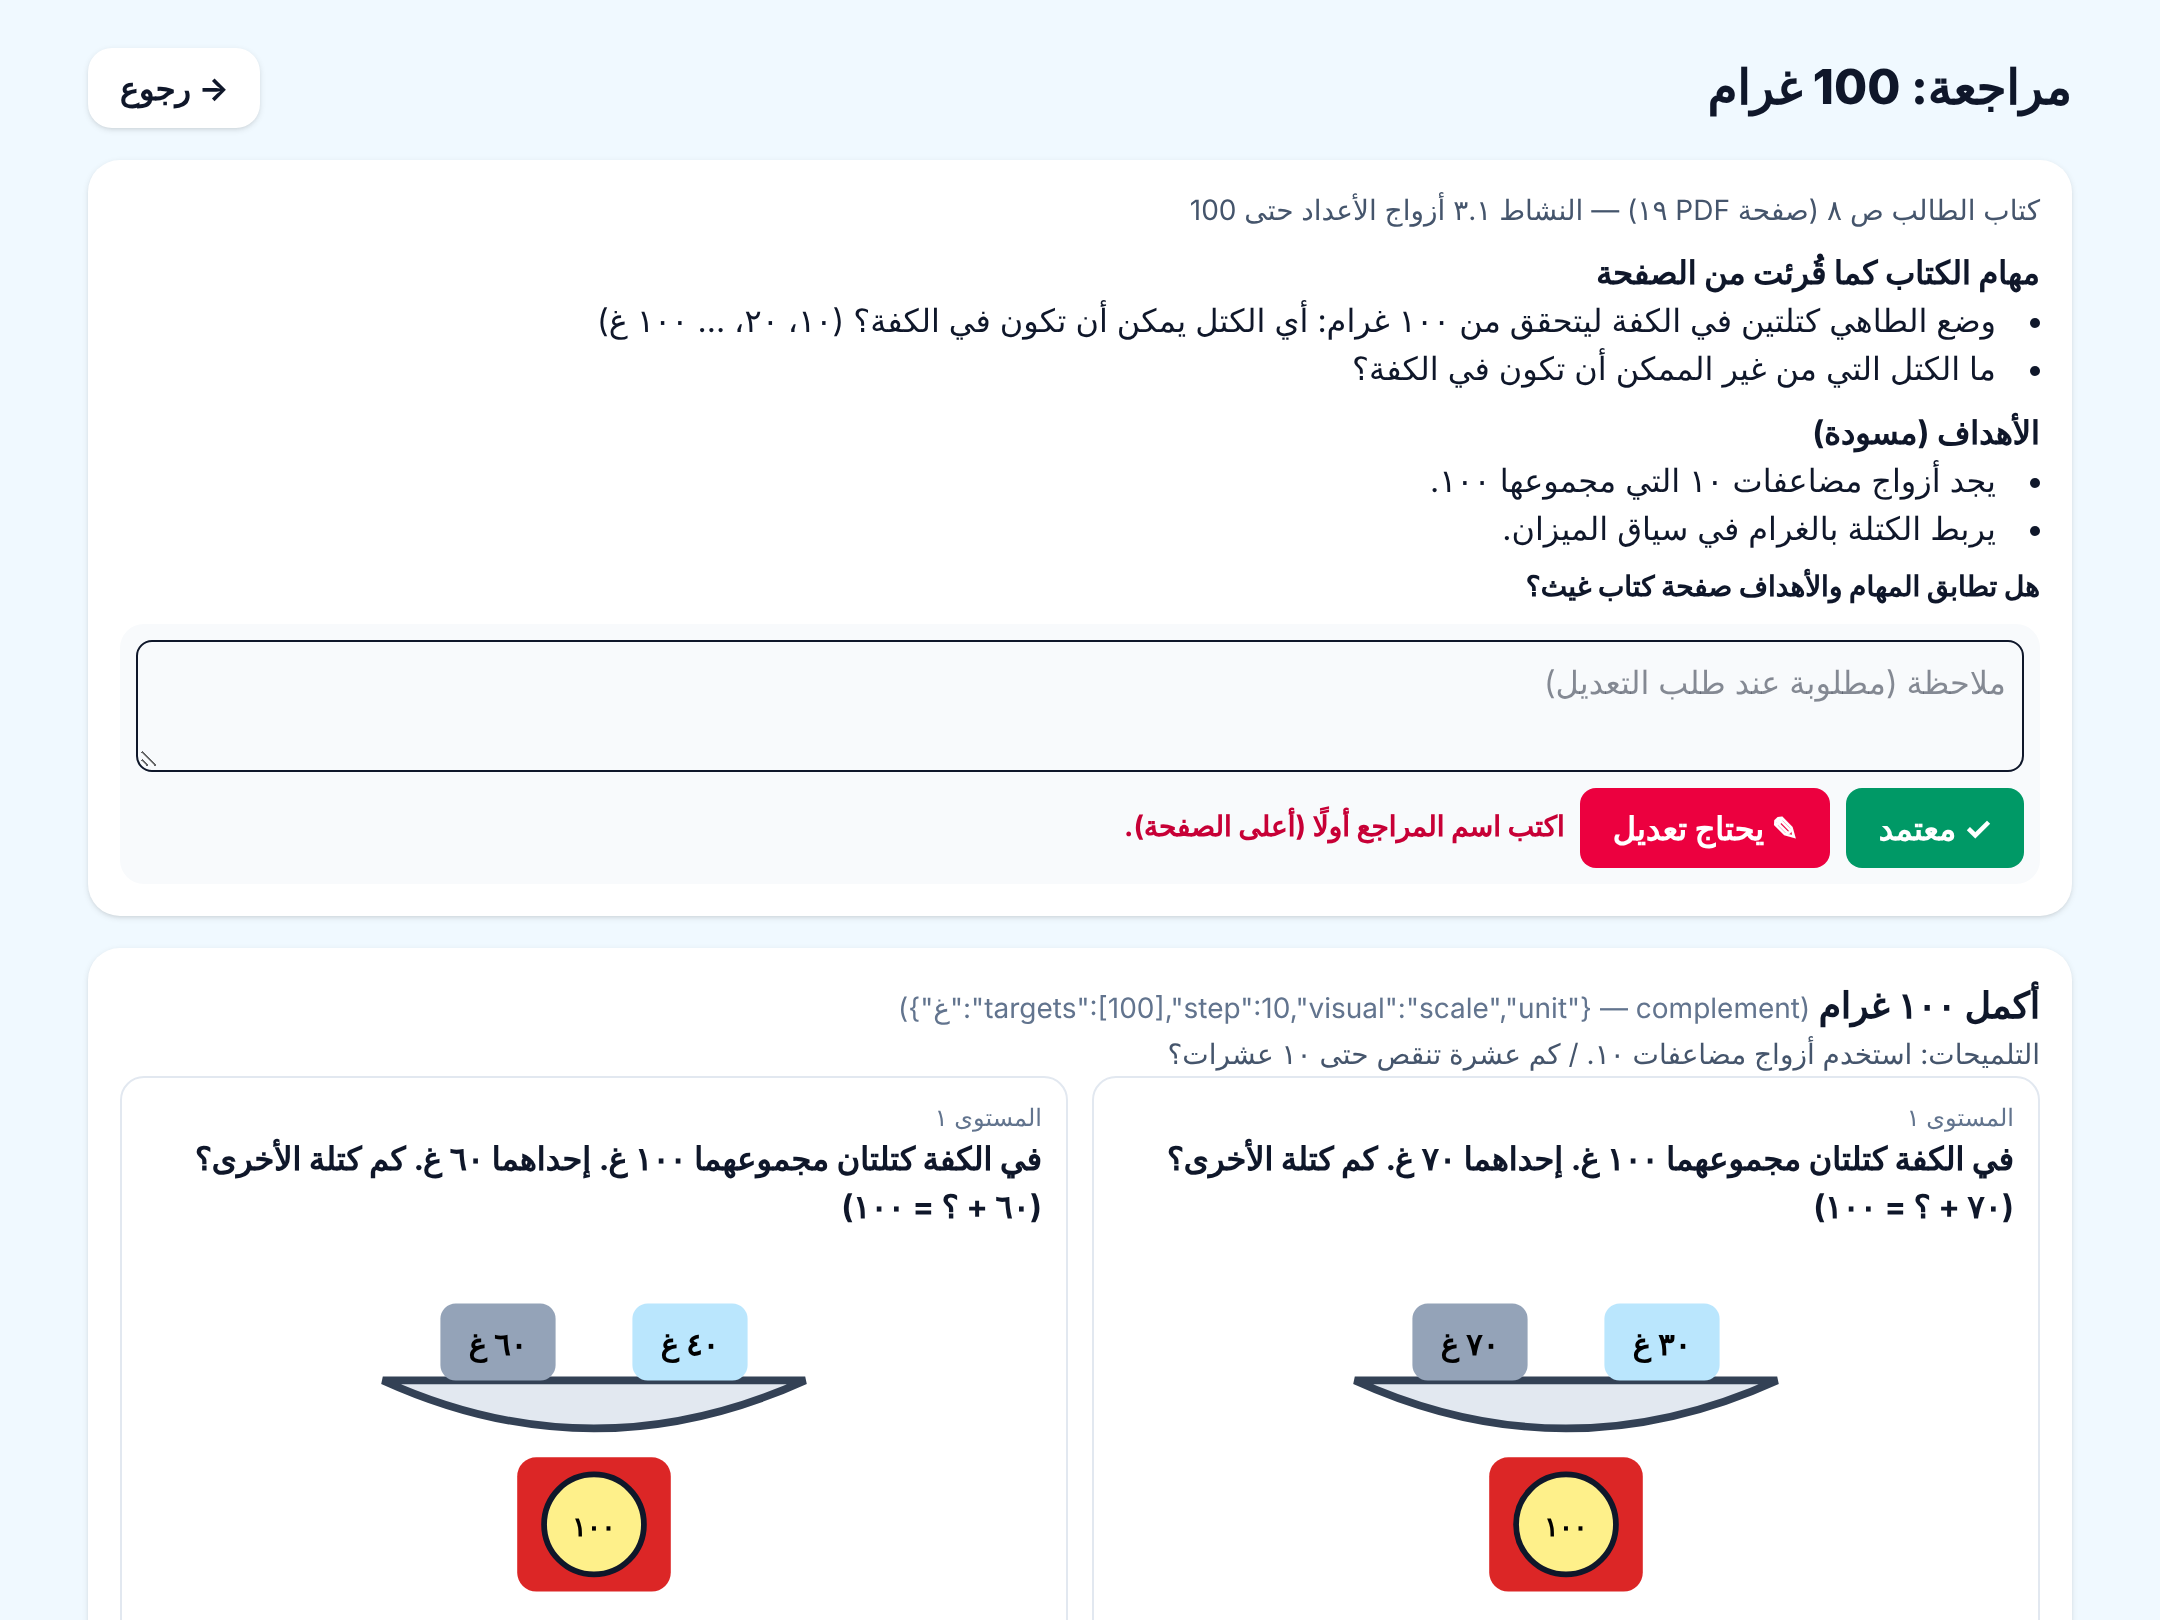 مراجعة: 100 غرام
→ رجوع
كتاب الطالب ص ٨ (صفحة PDF ١٩) — النشاط ٣.١ أزواج الأعداد حتى 100
مهام الكتاب كما قُرئت من الصفحة
• وضع الطاهي كتلتين في الكفة ليتحقق من ١٠٠ غرام: أي الكتل يمكن أن تكون في الكفة؟ (١٠، ٢٠، ... ١٠٠ غ)
• ما الكتل التي من غير الممكن أن تكون في الكفة؟
الأهداف (مسودة)
• يجد أزواج مضاعفات ١٠ التي مجموعها ١٠٠.
• يربط الكتلة بالغرام في سياق الميزان.
هل تطابق المهام والأهداف صفحة كتاب غيث؟
ملاحظة (مطلوبة عند طلب التعديل)
✓ معتمد
✎ يحتاج تعديل
اكتب اسم المراجع أولًا (أعلى الصفحة).
أكمل ١٠٠ غرام (complement — {"targets":[100],"step":10,"visual":"scale","unit":"غ"})
التلميحات: استخدم أزواج مضاعفات ١٠. / كم عشرة تنقص حتى ١٠ عشرات؟
المستوى ١
في الكفة كتلتان مجموعهما ١٠٠ غ. إحداهما ٧٠ غ. كم كتلة الأخرى؟
(٧٠ + ؟ = ١٠٠)
٣٠ غ
٧٠ غ
١٠٠
المستوى ١
في الكفة كتلتان مجموعهما ١٠٠ غ. إحداهما ٦٠ غ. كم كتلة الأخرى؟
(٦٠ + ؟ = ١٠٠)
٤٠ غ
٦٠ غ
١٠٠